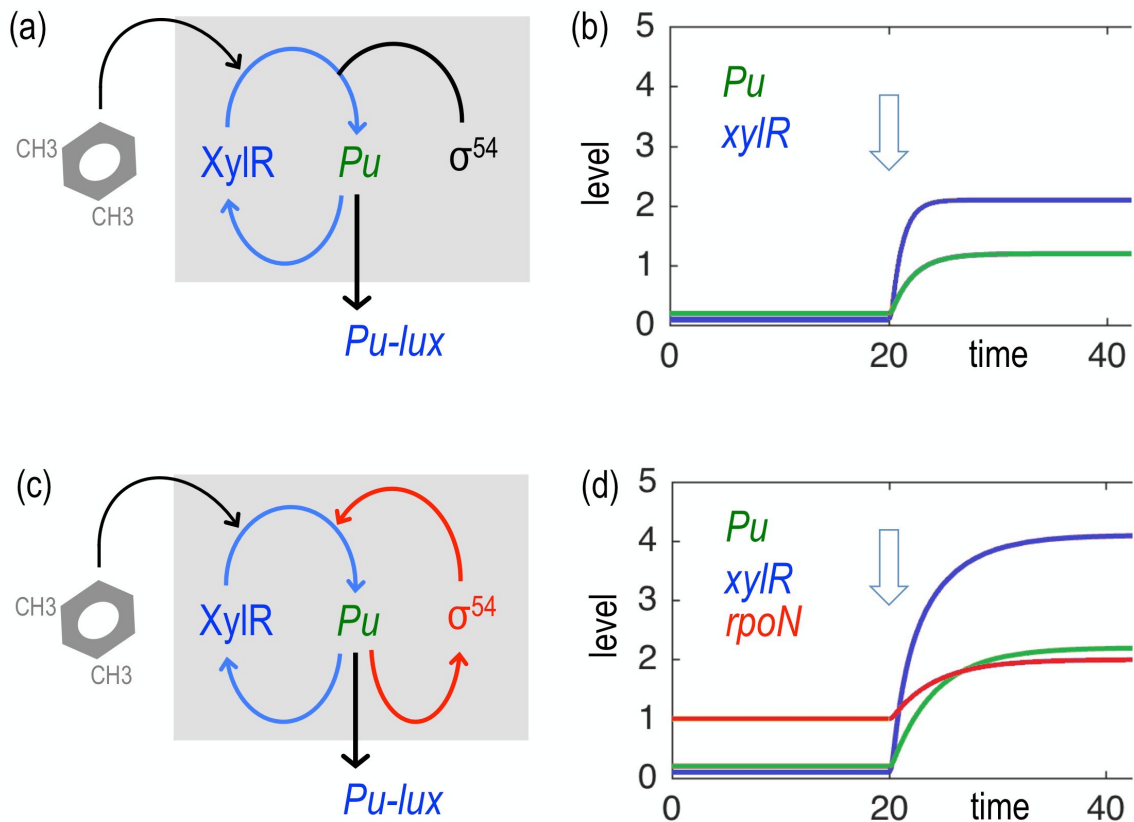 (a)
CH3
CH3
XylR
Pu
σ⁵⁴
Pu-lux
(b)
5
4
3
2
1
0
level
Pu
xylR
0
20
time
40
(c)
CH3
CH3
XylR
Pu
σ⁵⁴
Pu-lux
(d)
5
4
3
2
1
0
level
Pu
xylR
rpoN
0
20
time
40